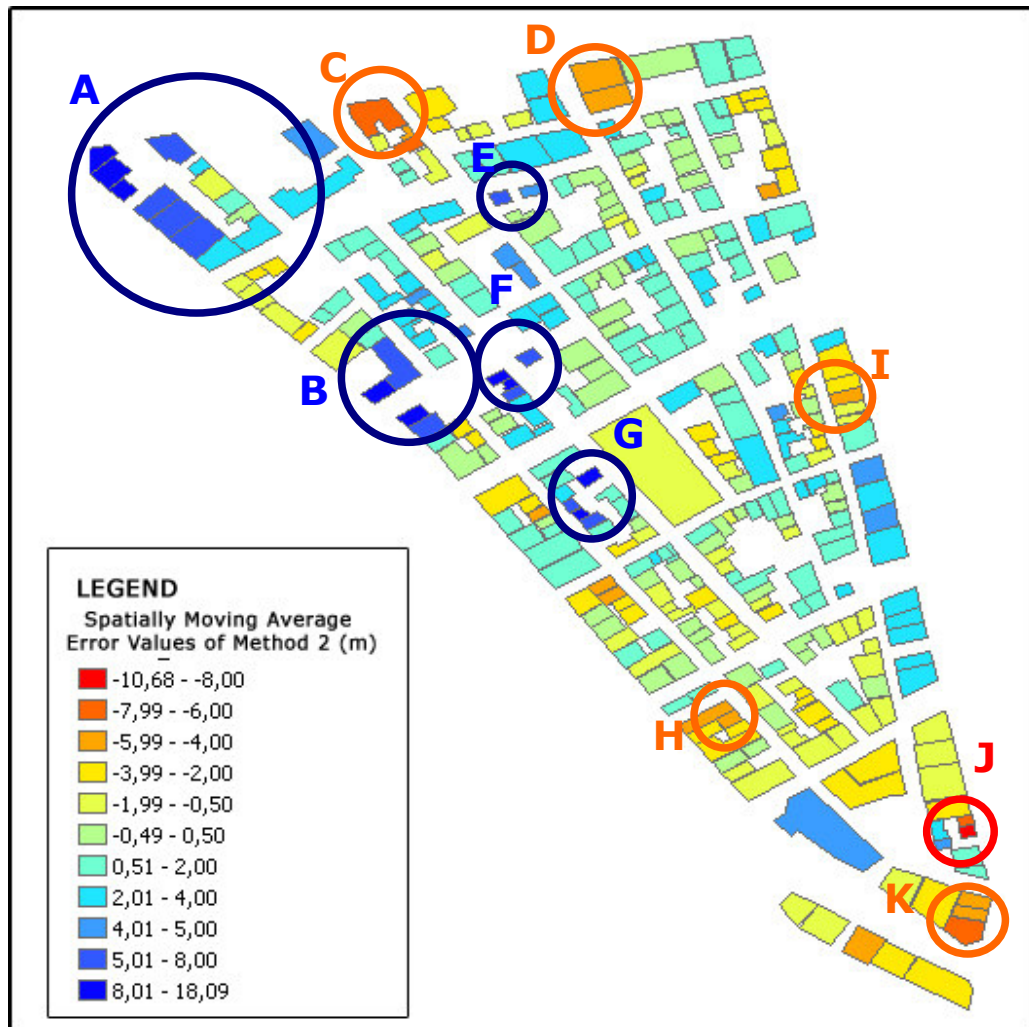 D
C
A
E
F
I
B
G
LEGEND
Spatially Moving Average
Error Values of Method 2 (m)
-10,68 - -8,00
-7,99 - -6,00
-5,99 - -4,00
-3,99 - -2,00
-1,99 - -0,50
-0,49 - 0,50
0,51 - 2,00
2,01 - 4,00
4,01 - 5,00
5,01 - 8,00
8,01 - 18,09
H
J
K